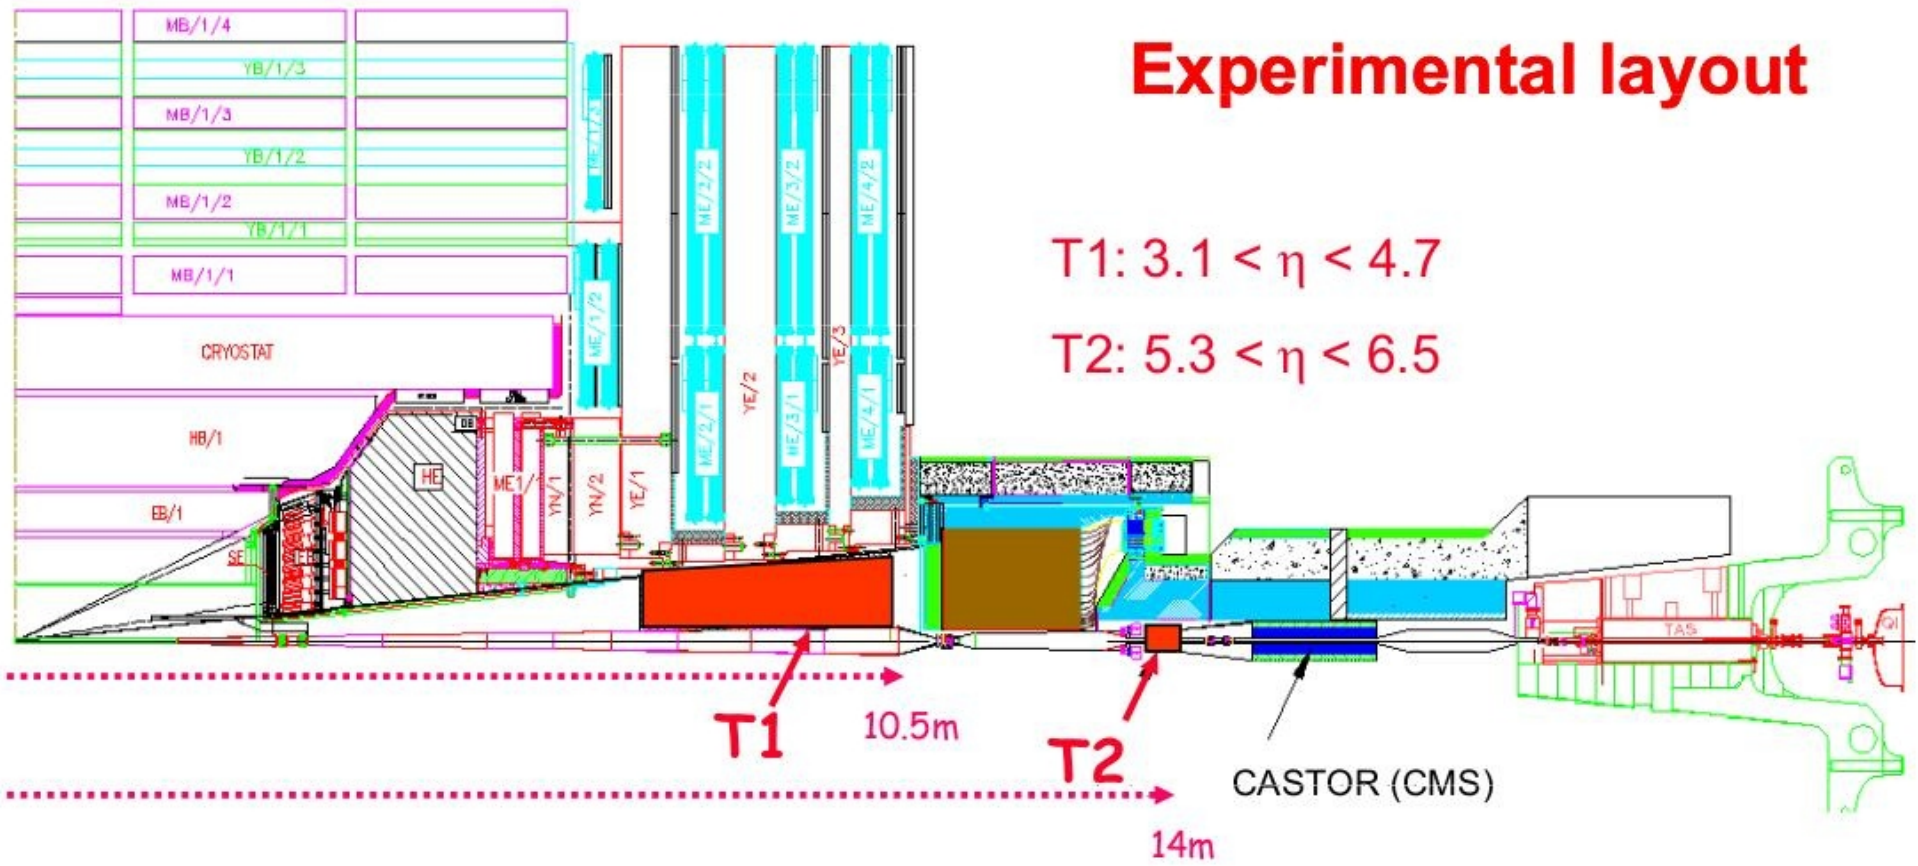 Experimental layout
T1: 3.1 < η < 4.7
T2: 5.3 < η < 6.5
MB/1/4
YB/1/3
MB/1/3
YB/1/2
MB/1/2
YB/1/1
MB/1/1
CRYOSTAT
HB/1
EB/1
SE
HE
ME/1/3
ME/1/2
ME1/1
YN/1
YN/2
YE/1
ME/2/2
ME/2/1
YE/2
ME/3/2
ME/3/1
YE/3
ME/4/2
ME/4/1
TAS
T1
10.5m
T2
CASTOR (CMS)
14m